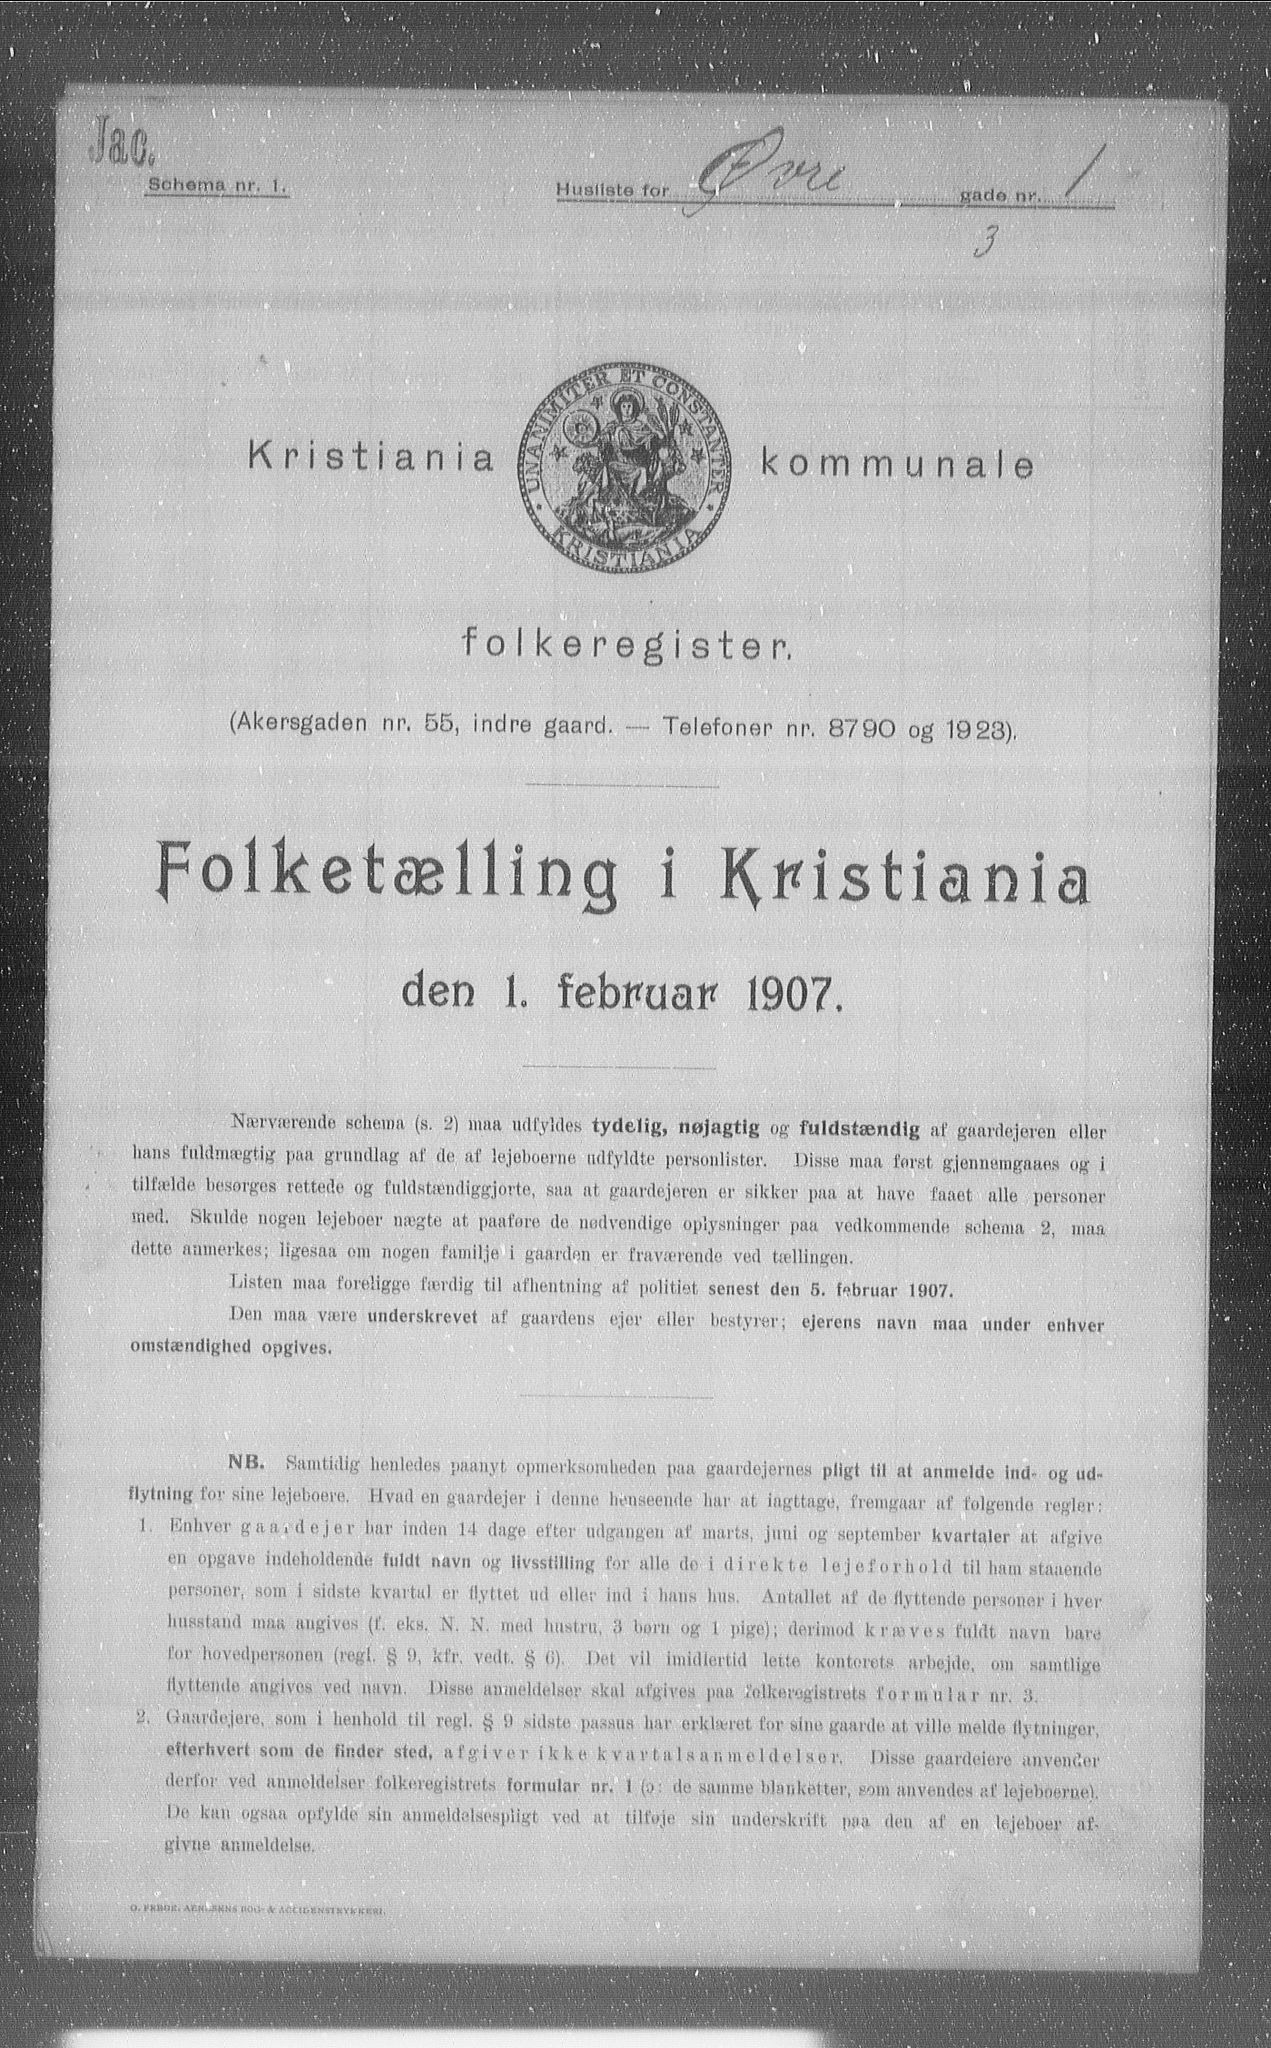 Jac.
Schema nr. 1.
Husliste for Øvre gade nr. 1
3
Kristiania kommunale
UNANIMITER ET CONSTANTER
KRISTIANIA
folkeregister.
(Akersgaden nr. 55, indre gaard. — Telefoner nr. 8790 og 1923).
Folketælling i Kristiania
den 1. februar 1907.
Nærværende schema (s. 2) maa udfyldes tydelig, nøjagtig og fuldstændig af gaardejeren eller
hans fuldmægtig paa grundlag af de af lejeboerne udfyldte personlister. Disse maa først gjennemgaaes og i
tilfælde besørges rettede og fuldstændiggjorte, saa at gaardejeren er sikker paa at have faaet alle personer
med. Skulde nogen lejeboer nægte at paaføre de nødvendige oplysninger paa vedkommende schema 2, maa
dette anmerkes; ligesaa om nogen familje i gaarden er fraværende ved tællingen.
Listen maa foreligge færdig til afhentning af politiet senest den 5. februar 1907.
Den maa være underskrevet af gaardens ejer eller bestyrer; ejerens navn maa under enhver
omstændighed opgives.
NB. Samtidig henledes paanyt opmerksomheden paa gaardejernes pligt til at anmelde ind- og ud-
flytning for sine lejeboere. Hvad en gaardejer i denne henseende har at iagttage, fremgaar af folgende regler:
1. Enhver gaardejer har inden 14 dage efter udgangen af marts, juni og september kvartaler at afgive
en opgave indeholdende fuldt navn og livsstilling for alle de i direkte lejeforhold til ham staaende
personer, som i sidste kvartal er flyttet ud eller ind i hans hus. Antallet af de flyttende personer i hver
husstand maa angives (f. eks. N. N. med hustru, 3 børn og 1 pige); derimod kræves fuldt navn bare
for hovedpersonen (regl. § 9, kfr. vedt. § 6). Det vil imidlertid lette kontorets arbejde, om samtlige
flyttende angives ved navn. Disse anmeldelser skal afgives paa folkeregistrets formular nr. 3.
2. Gaardejere, som i henhold til regl. § 9 sidste passus har erklæret for sine gaarde at ville melde flytninger,
efterhvert som de finder sted, afgiver ikke kvartalsanmeldelser. Disse gaardeiere anvender
derfor ved anmeldelser folkeregistrets formular nr. 1 (ɔ: de samme blanketter, som anvendes af lejeboerne).
De kan ogsaa opfylde sin anmeldelsespligt ved at tilføje sin underskrift paa den af en lejeboer af-
givne anmeldelse.
BOG- & ACCIDENSTRYKKERI.